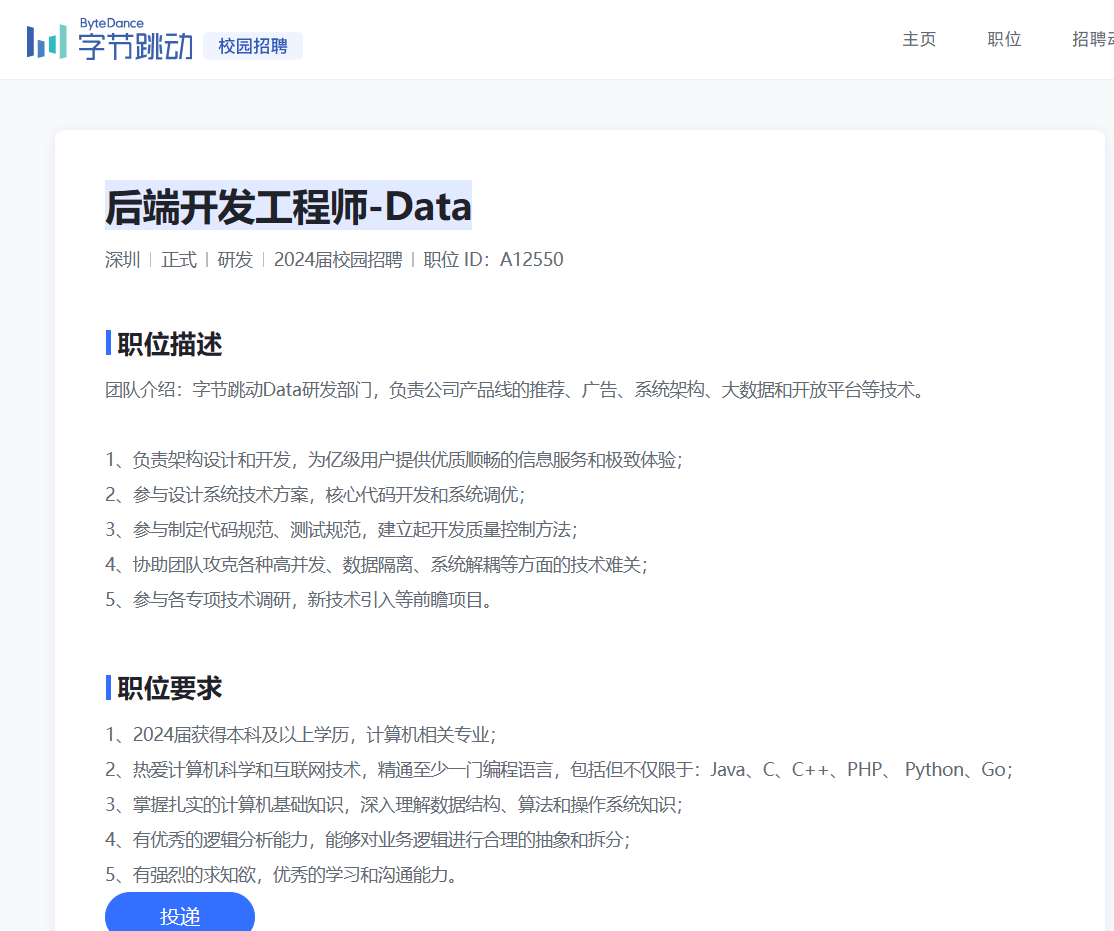 ByteDance
字节跳动 校园招聘 主页 职位 招聘
后端开发工程师-Data
深圳 | 正式 | 研发 | 2024届校园招聘 | 职位 ID：A12550
职位描述
团队介绍：字节跳动Data研发部门，负责公司产品线的推荐、广告、系统架构、大数据和开放平台等技术。
1、负责架构设计和开发，为亿级用户提供优质顺畅的信息服务和极致体验；
2、参与设计系统技术方案，核心代码开发和系统调优；
3、参与制定代码规范、测试规范，建立起开发质量控制方法；
4、协助团队攻克各种高并发、数据隔离、系统解耦等方面的技术难关；
5、参与各专项技术调研，新技术引入等前瞻项目。
职位要求
1、2024届获得本科及以上学历，计算机相关专业；
2、热爱计算机科学和互联网技术，精通至少一门编程语言，包括但不仅限于：Java、C、C++、PHP、 Python、Go；
3、掌握扎实的计算机基础知识，深入理解数据结构、算法和操作系统知识；
4、有优秀的逻辑分析能力，能够对业务逻辑进行合理的抽象和拆分；
5、有强烈的求知欲，优秀的学习和沟通能力。
投递